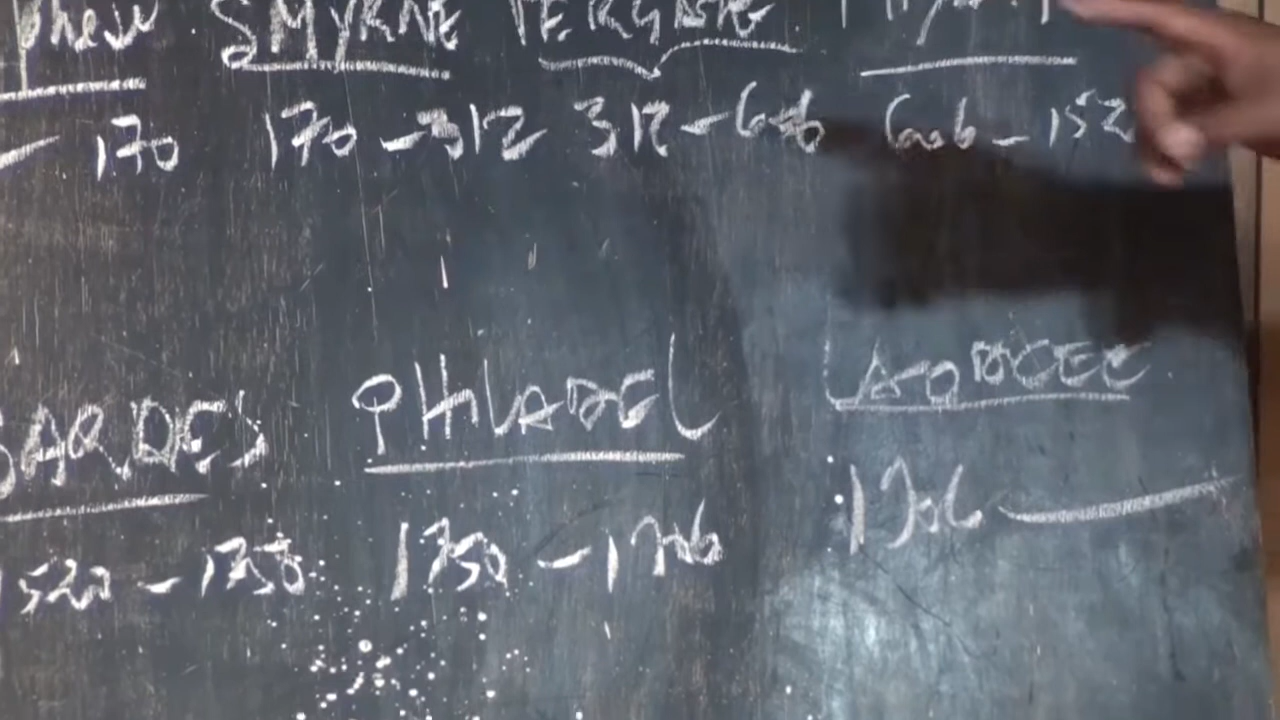 SMYRNE PERGAME
- 170 170 - 312 312 - 606 606 - 152
SARDES PHILADEL LAODICEE
1520 - 1750 1750 - 1906 1906 -